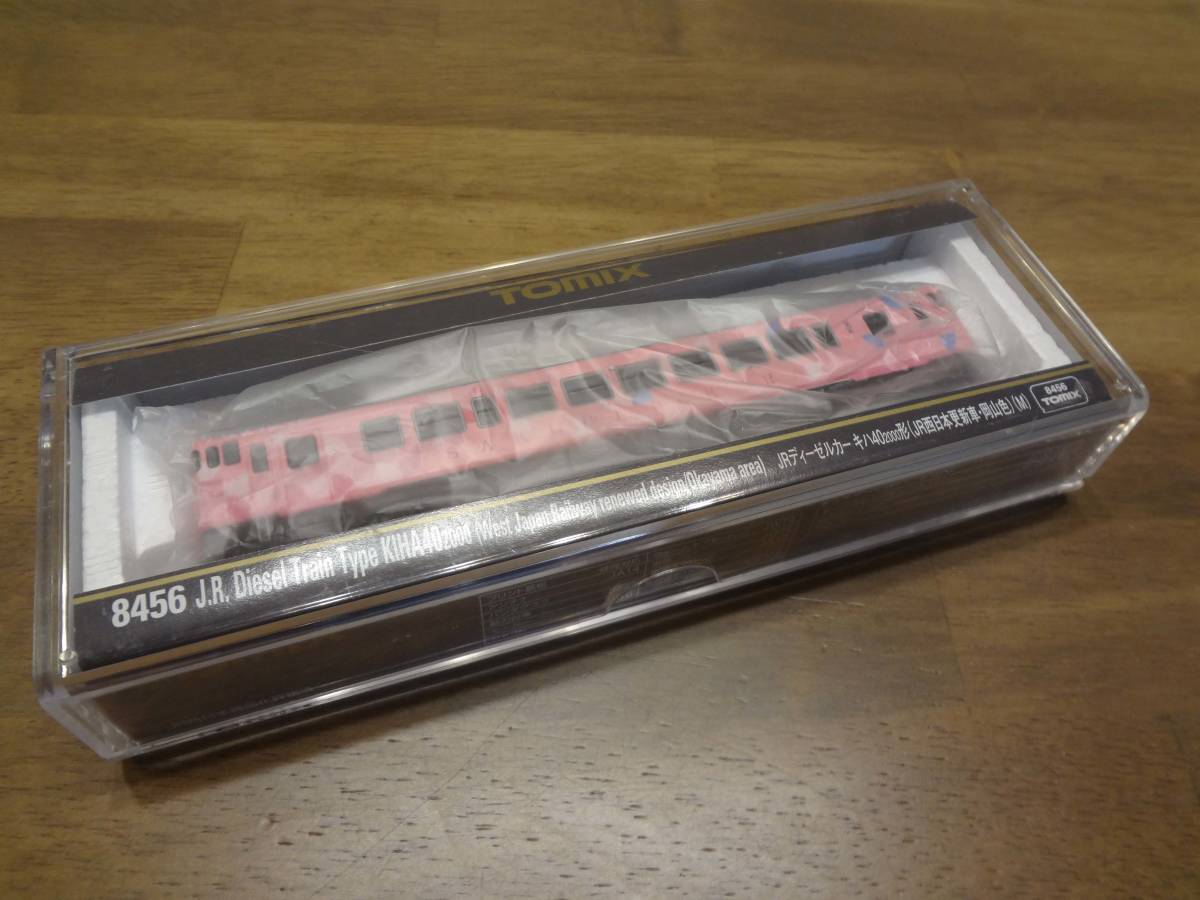 TOMIX
8456 J.R. Diesel Train Type KIHA402000 (West Japan Railway renewed design/Okayama area) JRディーゼルカー キハ402000形(JR西日本更新車・岡山色)(M)
8456
TOMIX